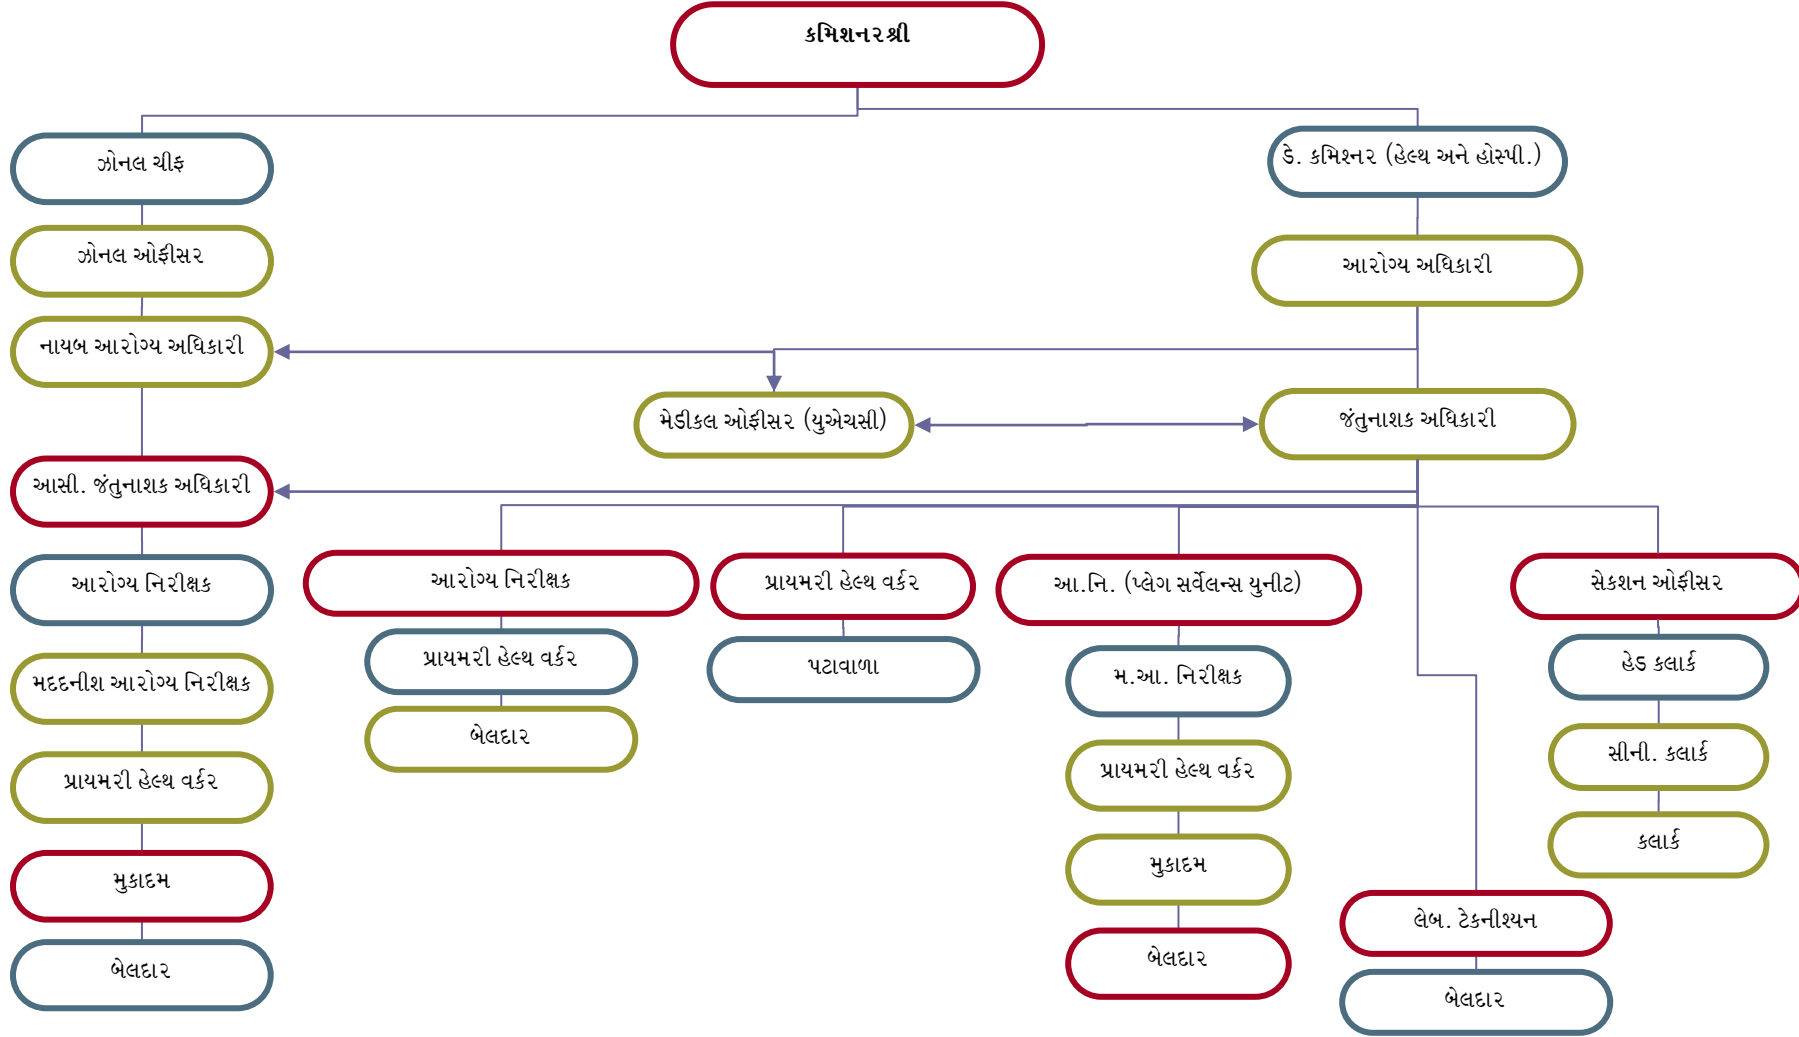 કમિશનરશ્રી
ઝોનલ ચીફ
ડે. કમિશ્નર (હેલ્થ અને હોસ્પી.)
ઝોનલ ઓફીસર
આરોગ્ય અધિકારી
નાયબ આરોગ્ય અધિકારી
મેડીકલ ઓફીસર (યુએચસી)
જંતુનાશક અધિકારી
આસી. જંતુનાશક અધિકારી
આરોગ્ય નિરીક્ષક
આરોગ્ય નિરીક્ષક
પ્રાયમરી હેલ્થ વર્કર
આ.નિ. (પ્લેગ સર્વેલન્સ યુનીટ)
સેકશન ઓફીસર
પ્રાયમરી હેલ્થ વર્કર
પટાવાળા
મ.આ. નિરીક્ષક
હેડ કલાર્ક
મદદનીશ આરોગ્ય નિરીક્ષક
બેલદાર
પ્રાયમરી હેલ્થ વર્કર
સીની. કલાર્ક
પ્રાયમરી હેલ્થ વર્કર
મુકાદમ
કલાર્ક
મુકાદમ
બેલદાર
લેબ. ટેકનીશ્યન
બેલદાર
બેલદાર